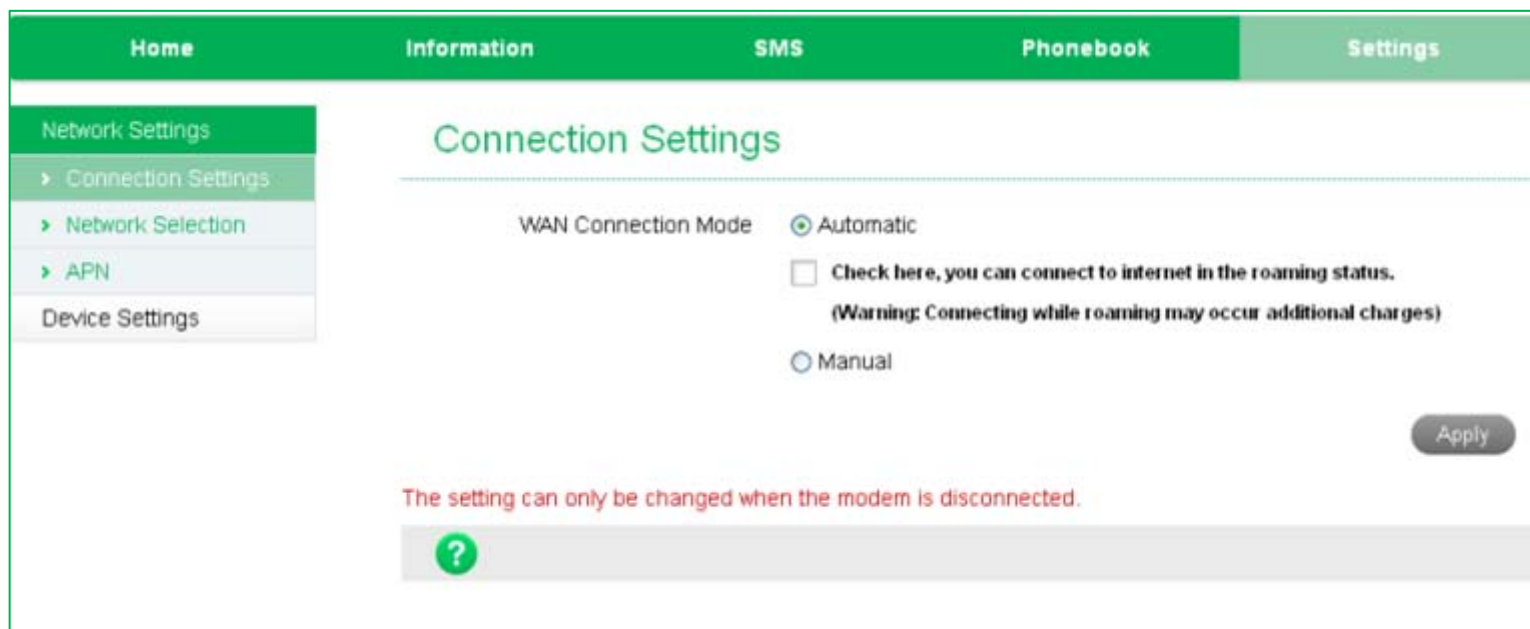 Home Information SMS Phonebook Settings
Network Settings
Connection Settings
Network Selection
APN
Device Settings
Connection Settings
WAN Connection Mode Automatic
Check here, you can connect to internet in the roaming status.
(Warning: Connecting while roaming may occur additional charges)
Manual
Apply
The setting can only be changed when the modem is disconnected.
?